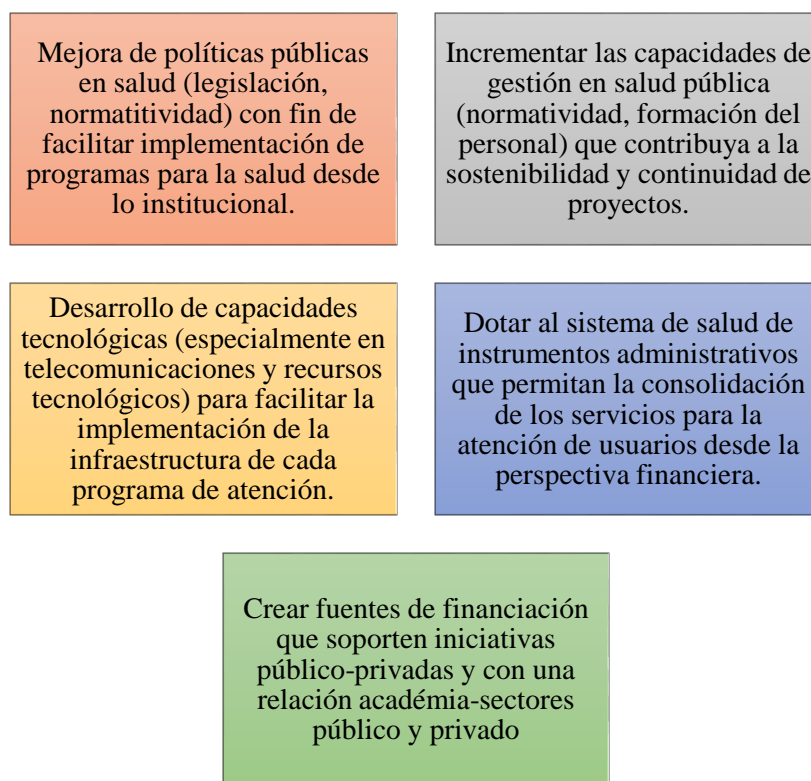 Mejora de políticas públicas
en salud (legislación,
normatitividad) con fin de
facilitar implementación de
programas para la salud desde
lo institucional.
Incrementar las capacidades de
gestión en salud pública
(normatividad, formación del
personal) que contribuya a la
sostenibilidad y continuidad de
proyectos.
Desarrollo de capacidades
tecnológicas (especialmente en
telecomunicaciones y recursos
tecnológicos) para facilitar la
implementación de la
infraestructura de cada
programa de atención.
Dotar al sistema de salud de
instrumentos administrativos
que permitan la consolidación
de los servicios para la
atención de usuarios desde la
perspectiva financiera.
Crear fuentes de financiación
que soporten iniciativas
público-privadas y con una
relación académia-sectores
público y privado